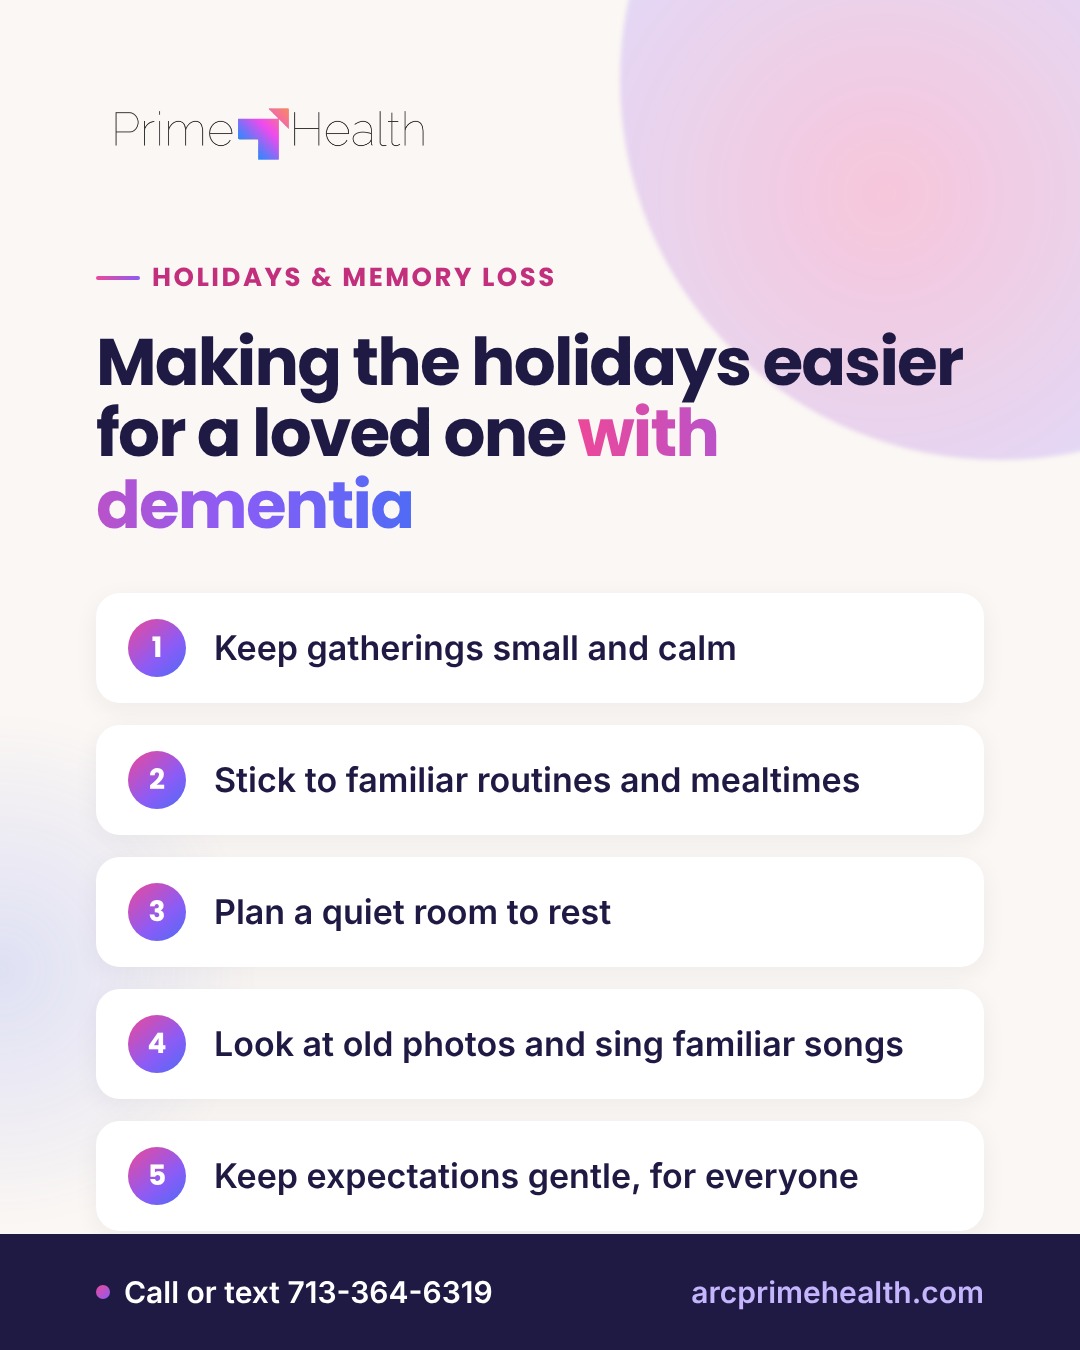 Prime Health
HOLIDAYS & MEMORY LOSS
Making the holidays easier
for a loved one with
dementia
1 Keep gatherings small and calm
2 Stick to familiar routines and mealtimes
3 Plan a quiet room to rest
4 Look at old photos and sing familiar songs
5 Keep expectations gentle, for everyone
Call or text 713-364-6319 arcprimehealth.com